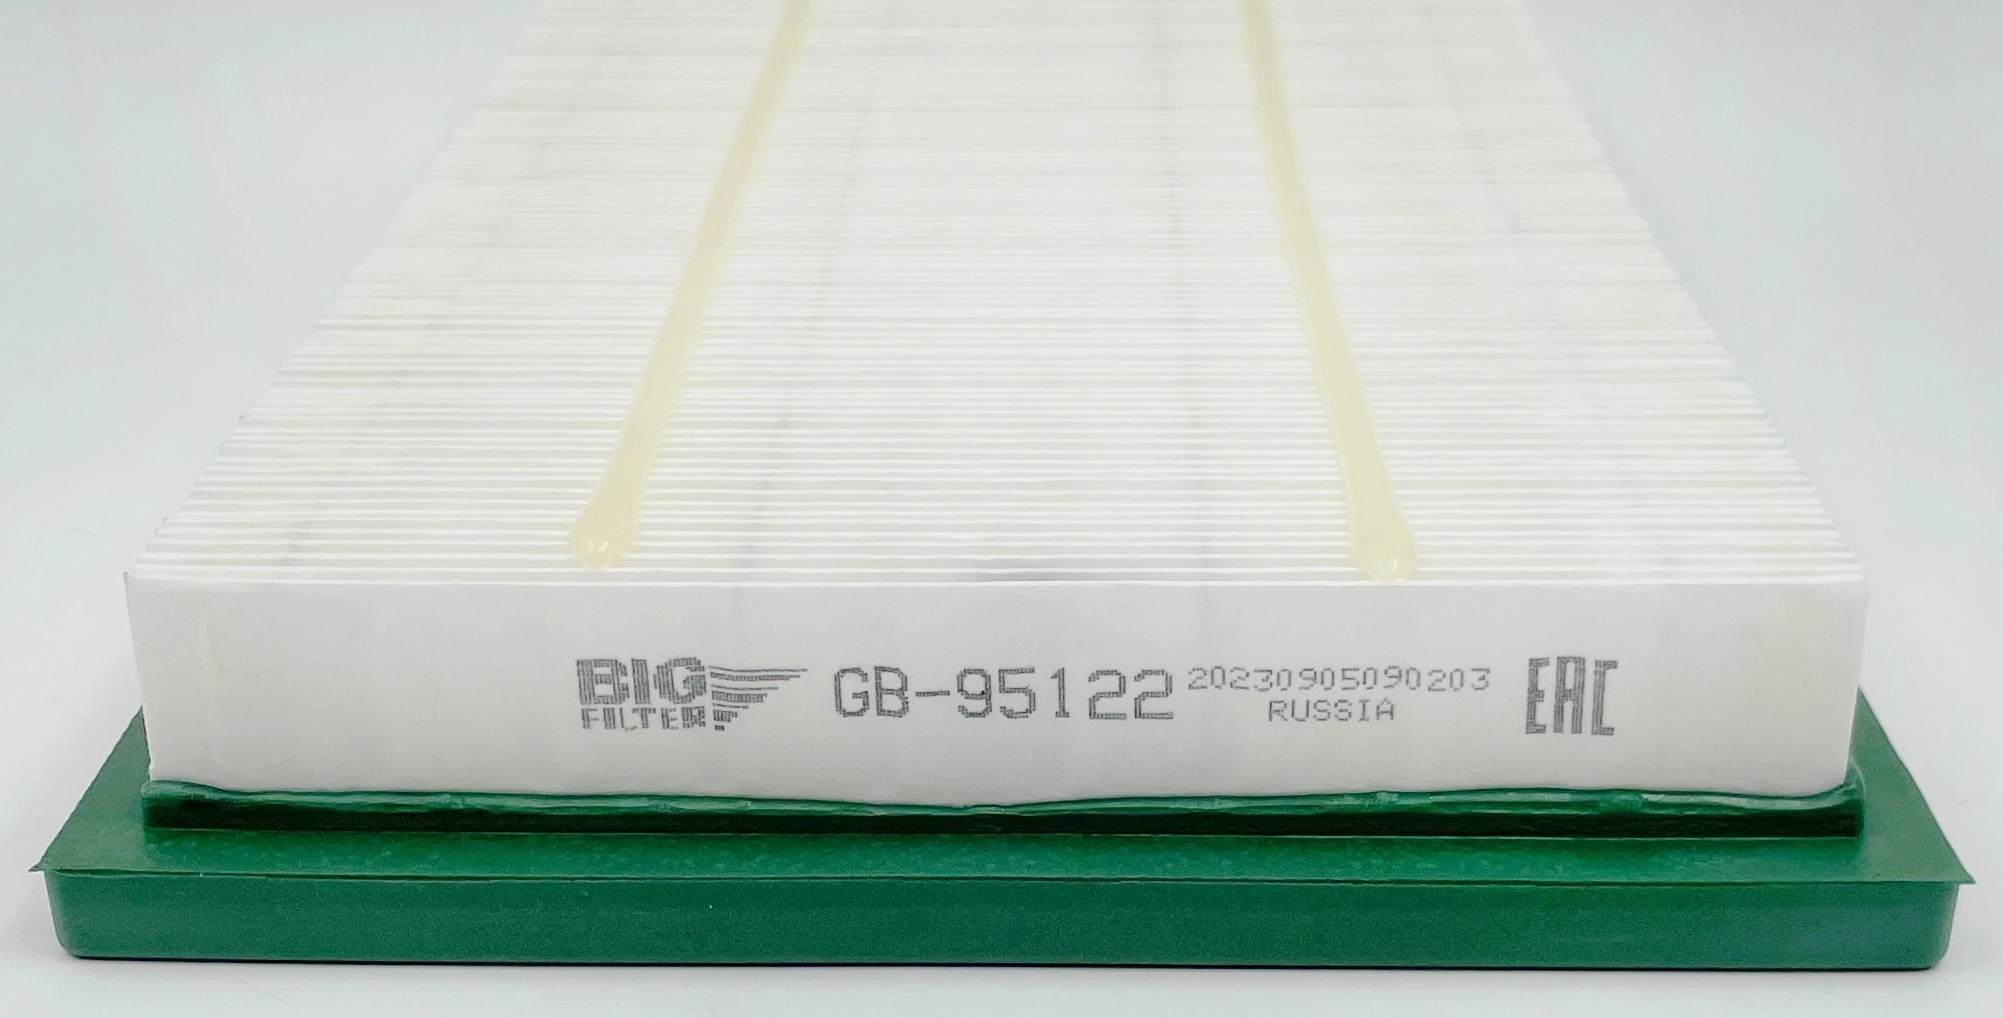 BIG
FILTER
GB-95122
20230905090203
RUSSIA
EAC